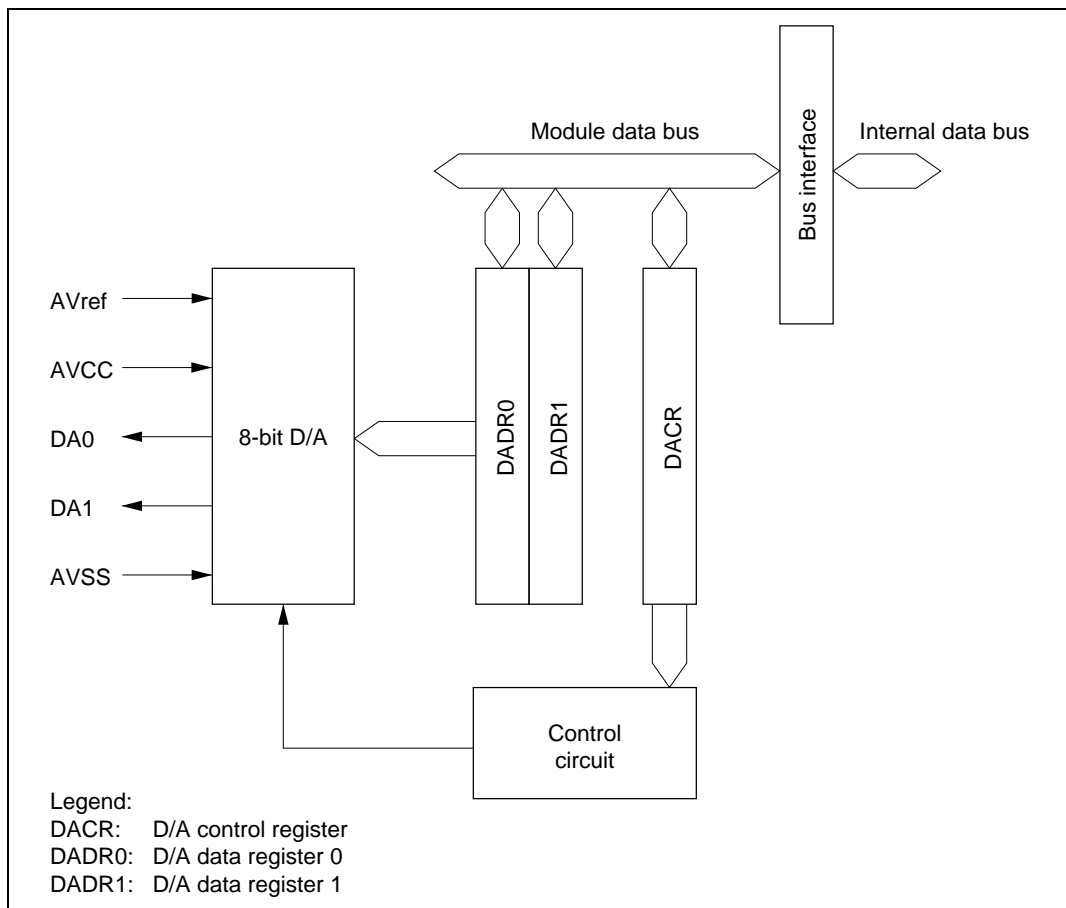 Module data bus
Internal data bus
Bus interface
AVref
AVCC
DA0
DA1
AVSS
8-bit D/A
DADR0
DADR1
DACR
Control
circuit
Legend:
DACR: D/A control register
DADR0: D/A data register 0
DADR1: D/A data register 1